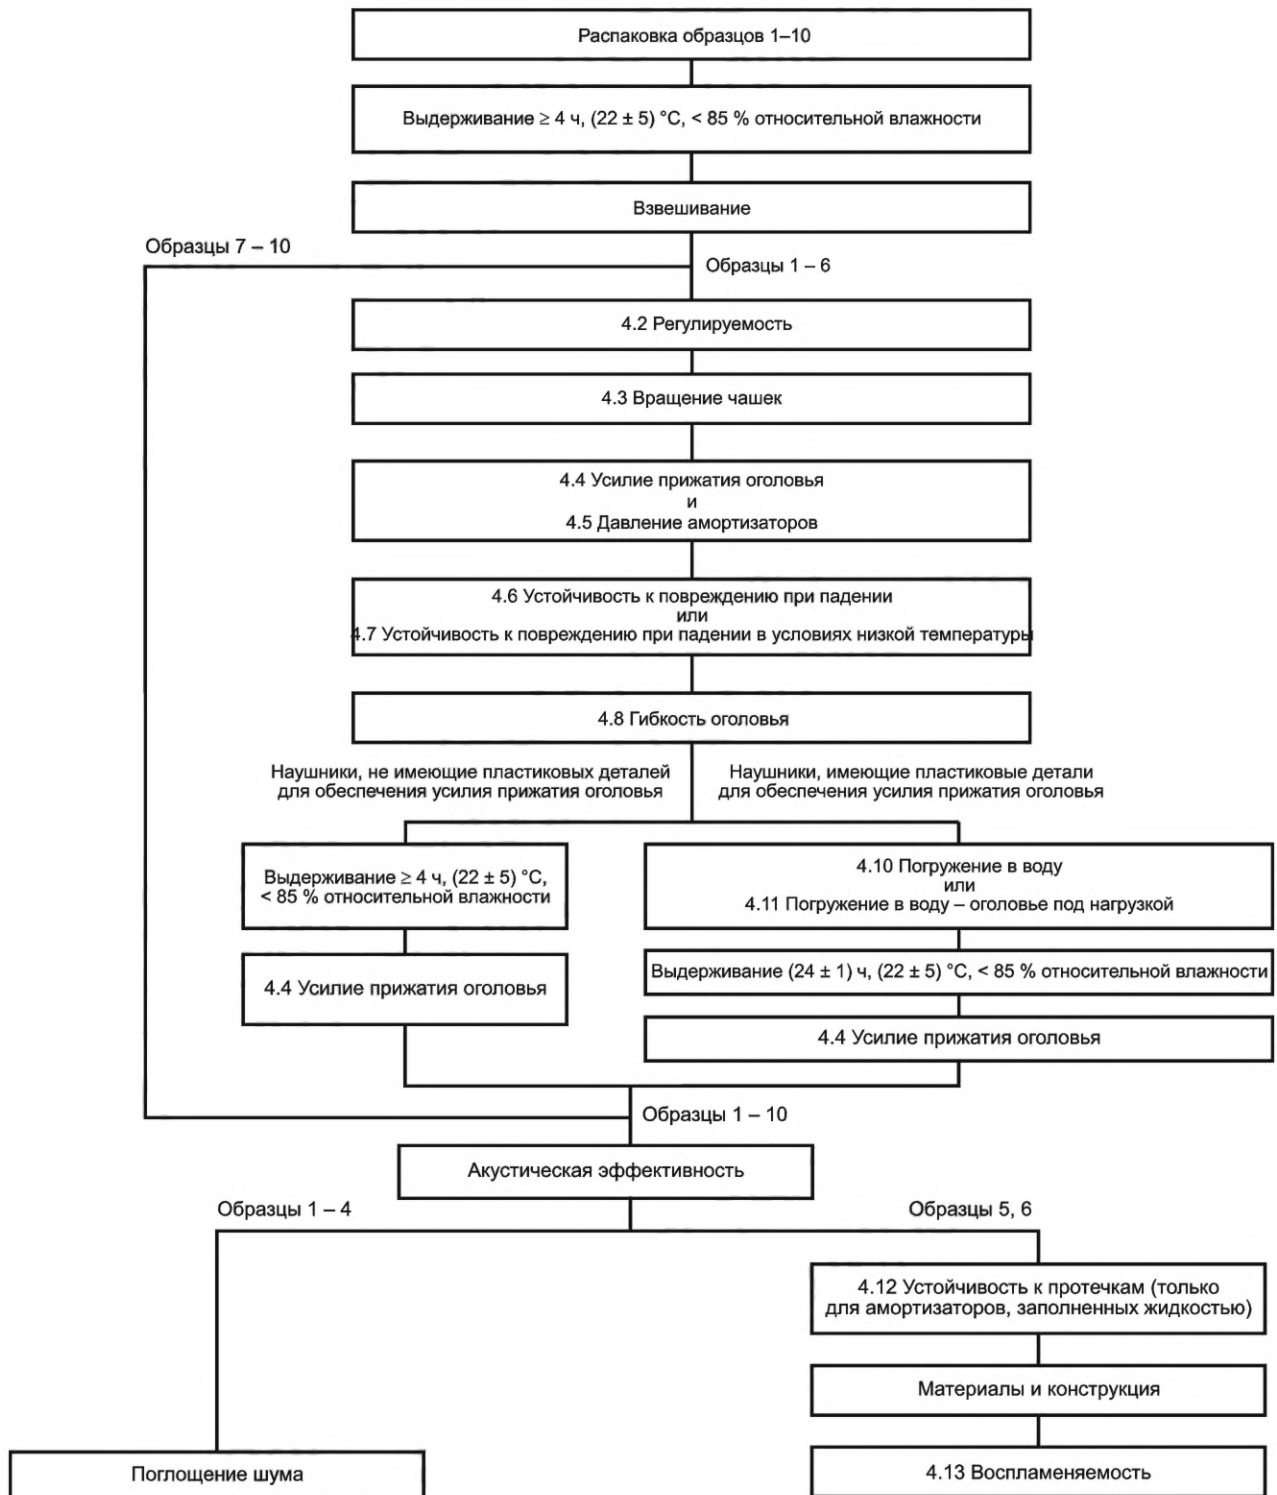 Распаковка образцов 1–10
Выдерживание ≥ 4 ч, (22 ± 5) °C, < 85 % относительной влажности
Взвешивание
Образцы 7 – 10
Образцы 1 – 6
4.2 Регулируемость
4.3 Вращение чашек
4.4 Усилие прижатия оголовья
и
4.5 Давление амортизаторов
4.6 Устойчивость к повреждению при падении
или
4.7 Устойчивость к повреждению при падении в условиях низкой температуры
4.8 Гибкость оголовья
Наушники, не имеющие пластиковых деталей
для обеспечения усилия прижатия оголовья
Наушники, имеющие пластиковые детали
для обеспечения усилия прижатия оголовья
Выдерживание ≥ 4 ч, (22 ± 5) °C,
< 85 % относительной влажности
4.4 Усилие прижатия оголовья
4.10 Погружение в воду
или
4.11 Погружение в воду – оголовье под нагрузкой
Выдерживание (24 ± 1) ч, (22 ± 5) °C, < 85 % относительной влажности
4.4 Усилие прижатия оголовья
Образцы 1 – 10
Акустическая эффективность
Образцы 1 – 4
Образцы 5, 6
4.12 Устойчивость к протечкам (только
для амортизаторов, заполненных жидкостью)
Материалы и конструкция
Поглощение шума
4.13 Воспламеняемость